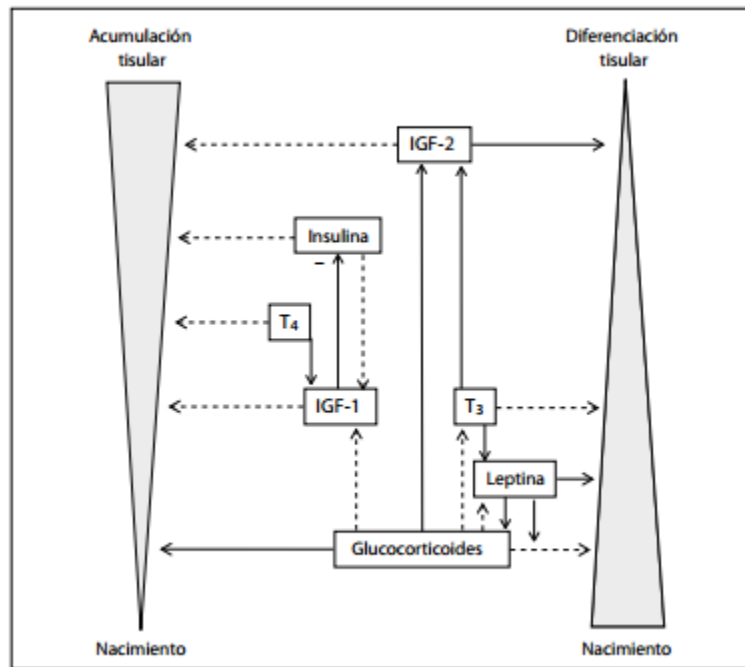 Acumulación
tisular
Diferenciación
tisular
IGF-2
Insulina
–
T₄
IGF-1
T₃
Leptina
Glucocorticoides
Nacimiento
Nacimiento